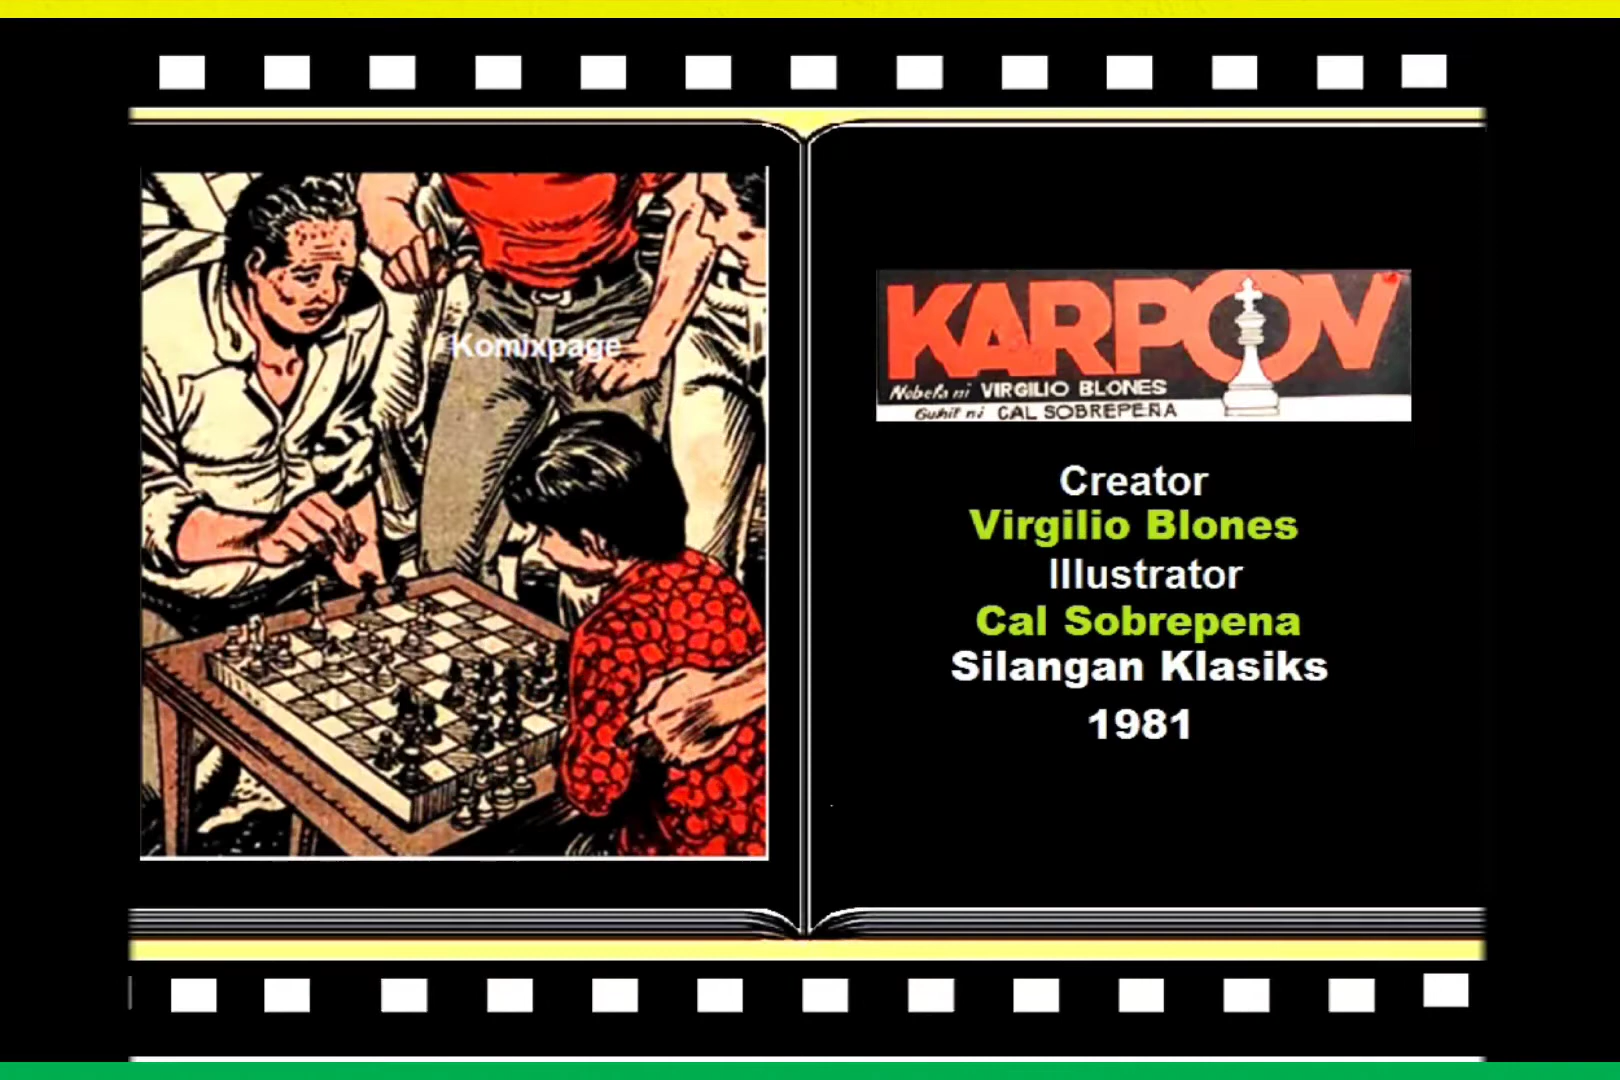 Komixpage
KARPOV
Nobela ni VIRGILIO BLONES
Guhit ni CAL SOBREPEÑA
Creator
Virgilio Blones
Illustrator
Cal Sobrepena
Silangan Klasiks
1981